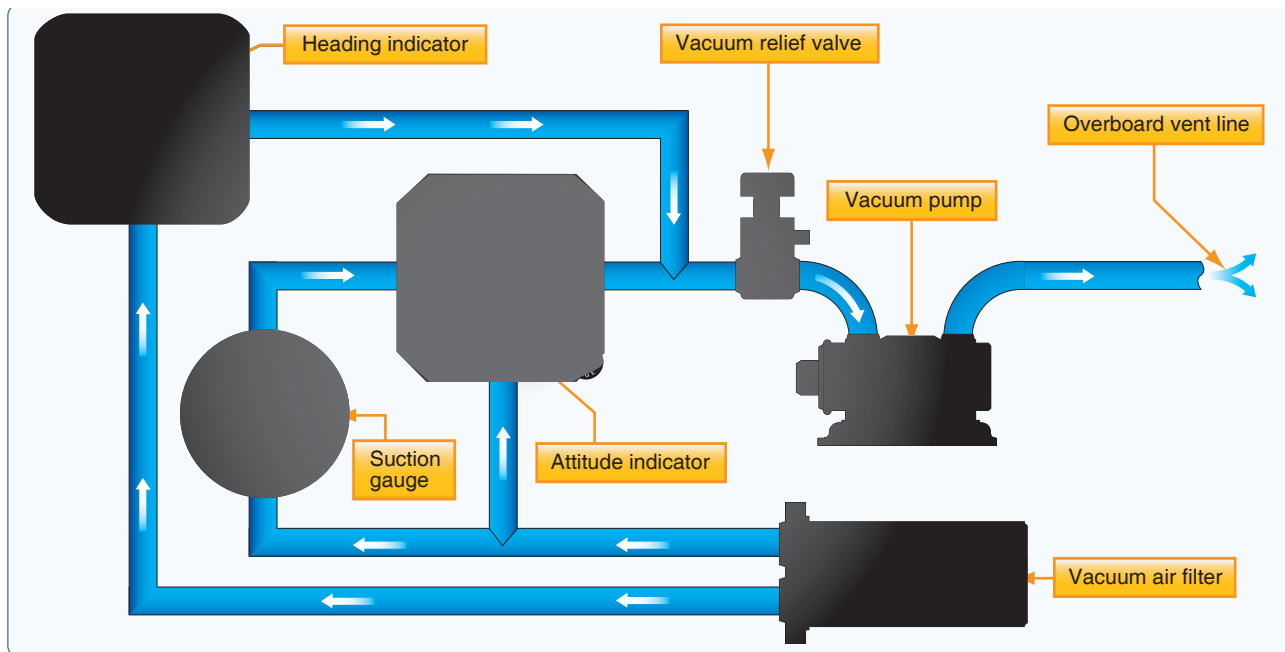 Heading indicator
Vacuum relief valve
Overboard vent line
Vacuum pump
Suction
gauge
Attitude indicator
Vacuum air filter